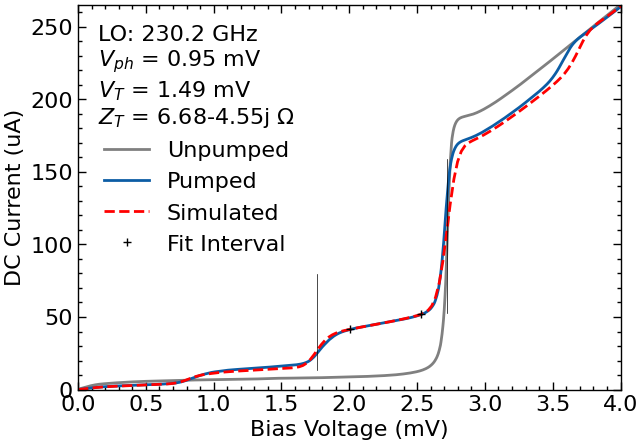 LO: 230.2 GHz
V_ph = 0.95 mV
V_T = 1.49 mV
Z_T = 6.68-4.55j Ω
Unpumped
Pumped
Simulated
Fit Interval
DC Current (uA)
250
200
150
100
50
0
0.0 0.5 1.0 1.5 2.0 2.5 3.0 3.5 4.0
Bias Voltage (mV)